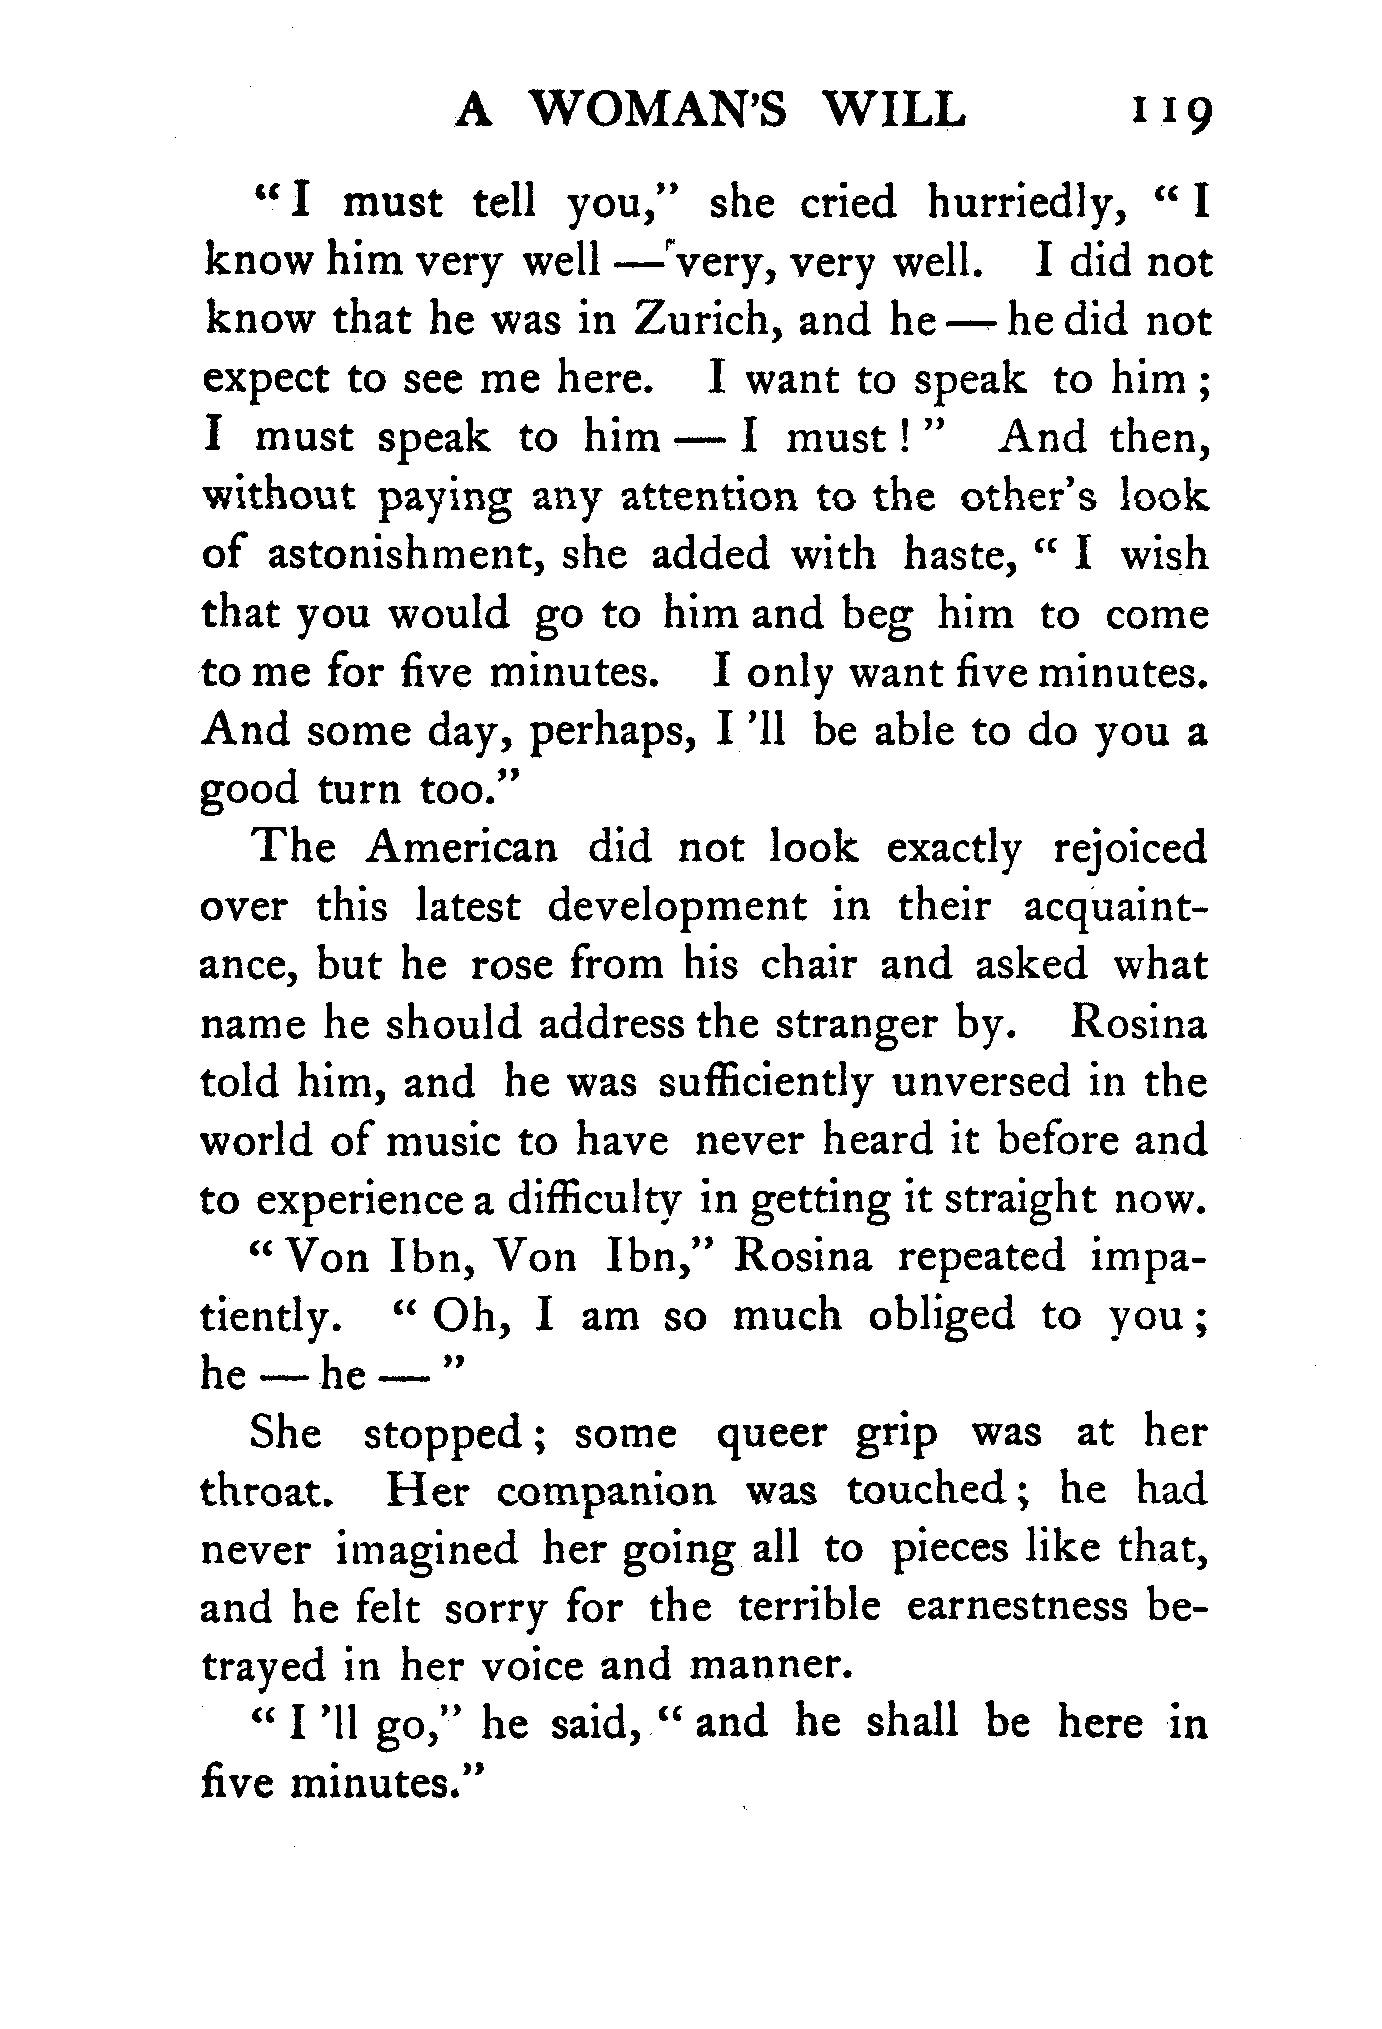 A WOMAN'S WILL 119
“I must tell you,” she cried hurriedly, “I
know him very well — very, very well. I did not
know that he was in Zurich, and he — he did not
expect to see me here. I want to speak to him;
I must speak to him — I must!” And then,
without paying any attention to the other's look
of astonishment, she added with haste, “I wish
that you would go to him and beg him to come
to me for five minutes. I only want five minutes.
And some day, perhaps, I 'll be able to do you a
good turn too.”
The American did not look exactly rejoiced
over this latest development in their acquaint-
ance, but he rose from his chair and asked what
name he should address the stranger by. Rosina
told him, and he was sufficiently unversed in the
world of music to have never heard it before and
to experience a difficulty in getting it straight now.
“Von Ibn, Von Ibn,” Rosina repeated impa-
tiently. “Oh, I am so much obliged to you;
he — he — ”
She stopped; some queer grip was at her
throat. Her companion was touched; he had
never imagined her going all to pieces like that,
and he felt sorry for the terrible earnestness be-
trayed in her voice and manner.
“I 'll go,” he said, “and he shall be here in
five minutes.”